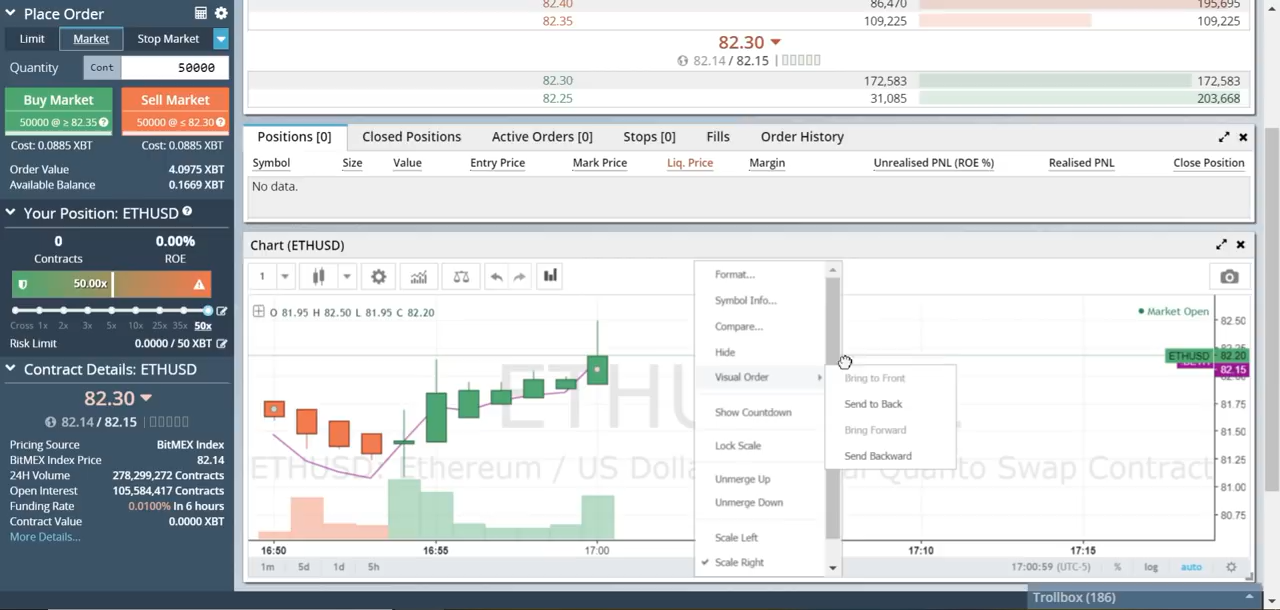 Place Order
Limit Market Stop Market
Quantity Cont 50000
Buy Market Sell Market
50000 @ ≥ 82.35 50000 @ ≤ 82.30
Cost: 0.0885 XBT Cost: 0.0885 XBT
Order Value 4.0975 XBT
Available Balance 0.1669 XBT
Your Position: ETHUSD
0 0.00%
Contracts ROE
50.00x
Cross 1x 2x 3x 5x 10x 25x 35x 50x
Risk Limit 0.0000 / 50 XBT
Contract Details: ETHUSD
82.30
82.14 / 82.15
Pricing Source BitMEX Index
BitMEX Index Price 82.14
24H Volume 278,299,272 Contracts
Open Interest 105,584,417 Contracts
Funding Rate 0.0100% In 6 hours
Contract Value 0.0000 XBT
More Details...
82.40 86,470 195,695
82.35 109,225 109,225
82.30
82.14 / 82.15
82.30 172,583 172,583
82.25 31,085 203,668
Positions [0] Closed Positions Active Orders [0] Stops [0] Fills Order History
Symbol Size Value Entry Price Mark Price Liq. Price Margin Unrealised PNL (ROE %) Realised PNL Close Position
No data.
Chart (ETHUSD)
1
O 81.95 H 82.50 L 81.95 C 82.20
Market Open
Format...
Symbol Info...
Compare...
Hide
Visual Order
Show Countdown
Lock Scale
Unmerge Up
Unmerge Down
Scale Left
Scale Right
Bring to Front
Send to Back
Bring Forward
Send Backward
82.50
ETHUSD 82.20
82.15
81.75
81.50
81.25
81.00
80.75
ETHUSD: Ethereum / US Quanto Swap Contract
16:50 16:55 17:00 17:10 17:15
1m 5d 1d 5h 17:00:59 (UTC-5) % log auto
Trollbox (186)